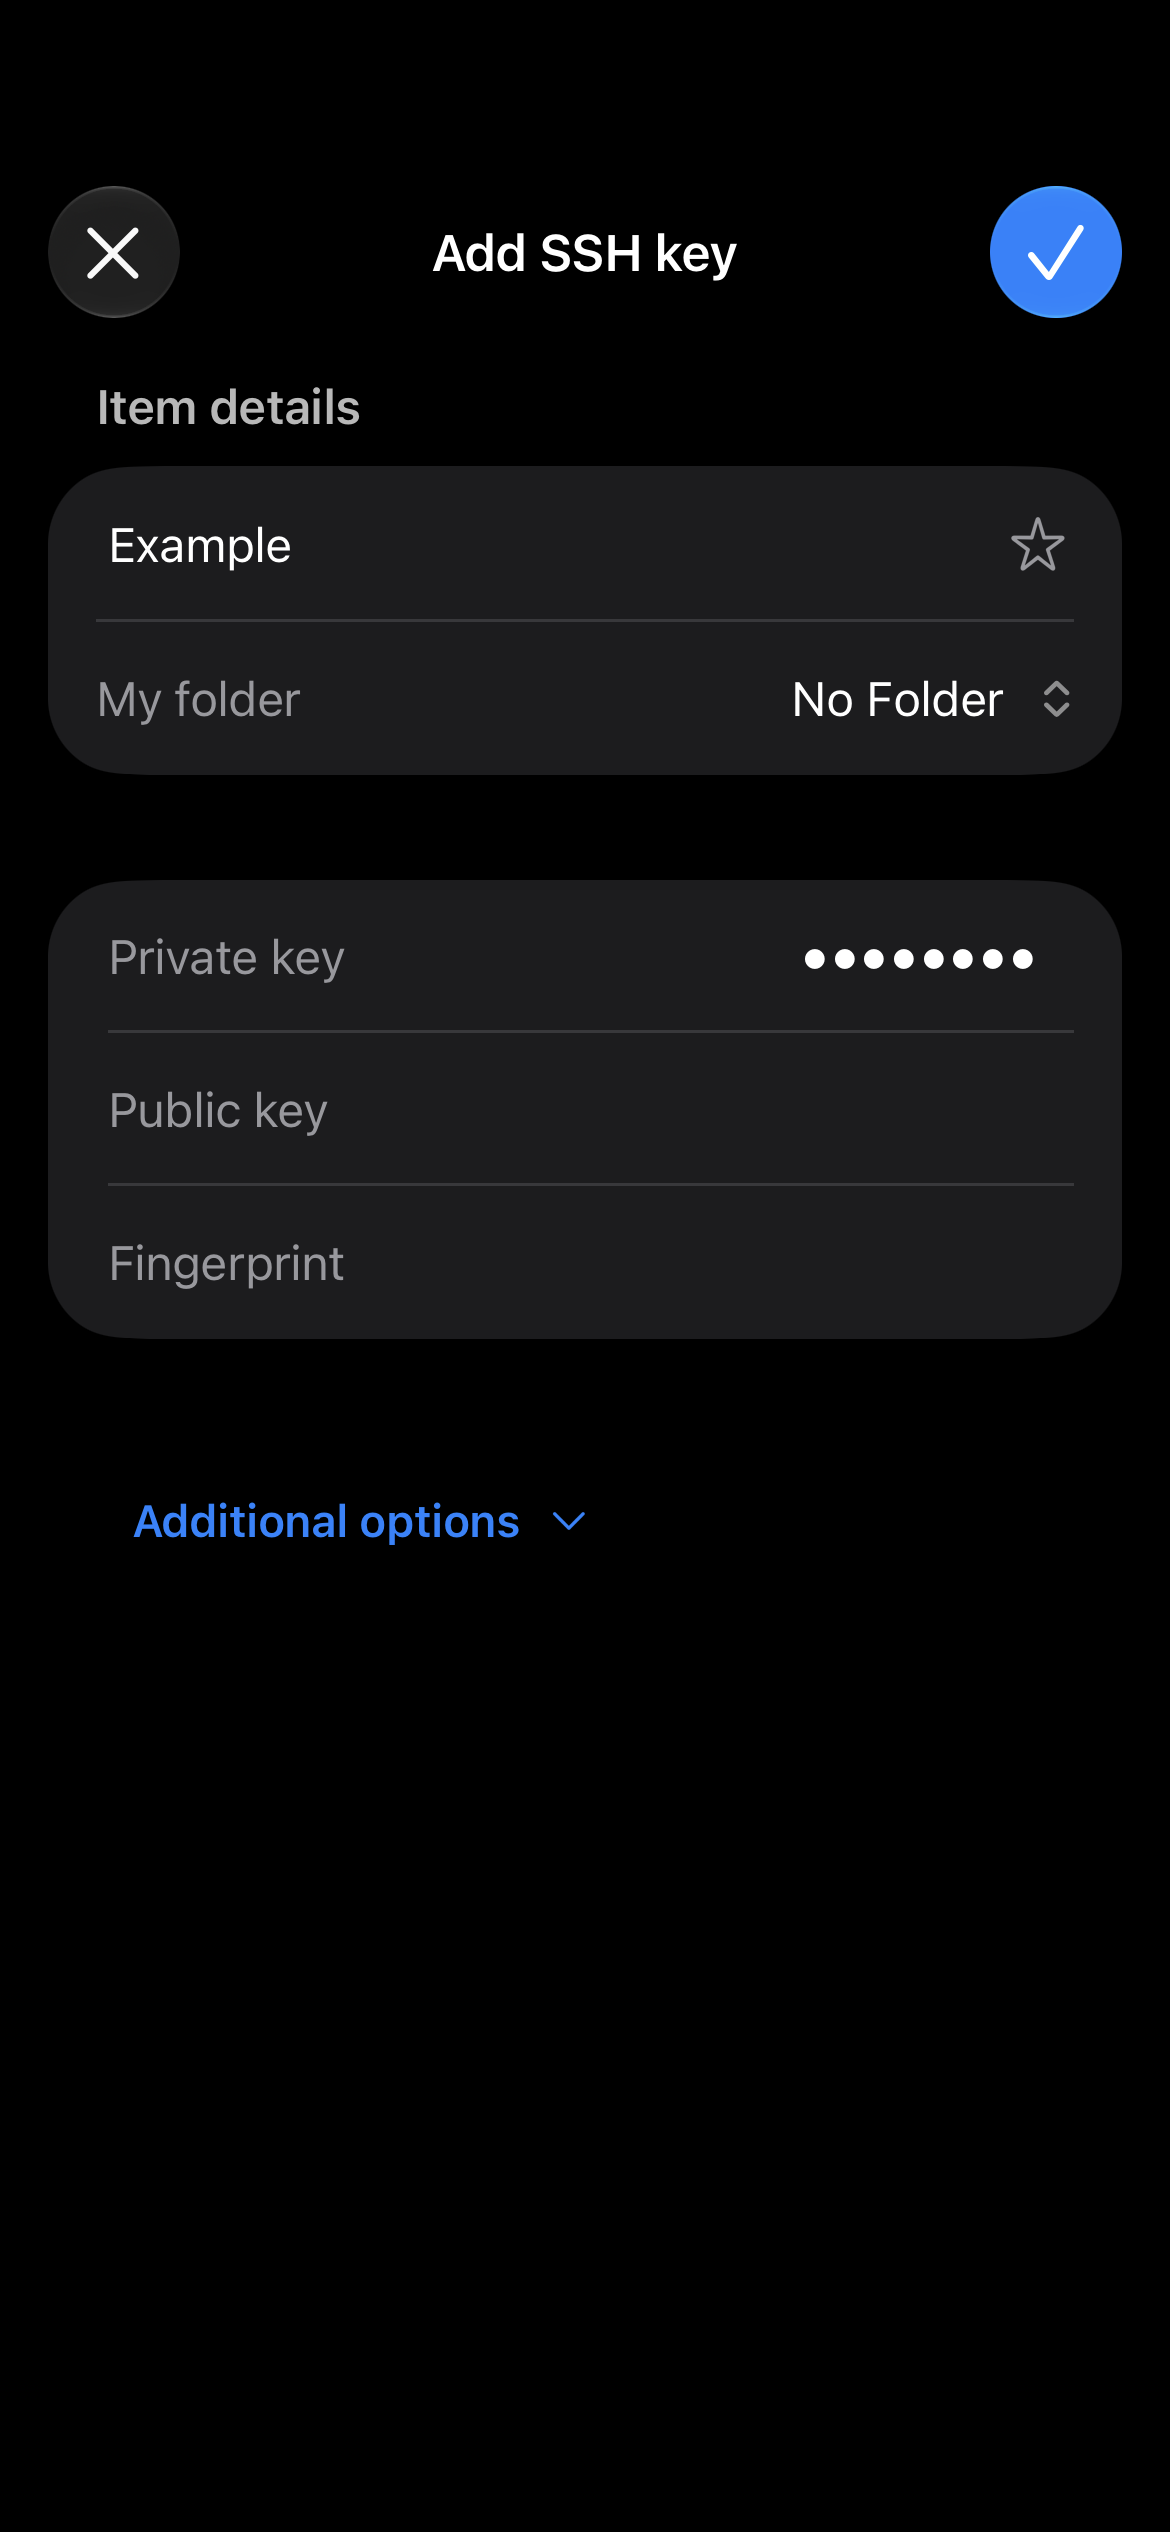 Add SSH key
Item details
Example
My folder No Folder
Private key ••••••••
Public key
Fingerprint
Additional options